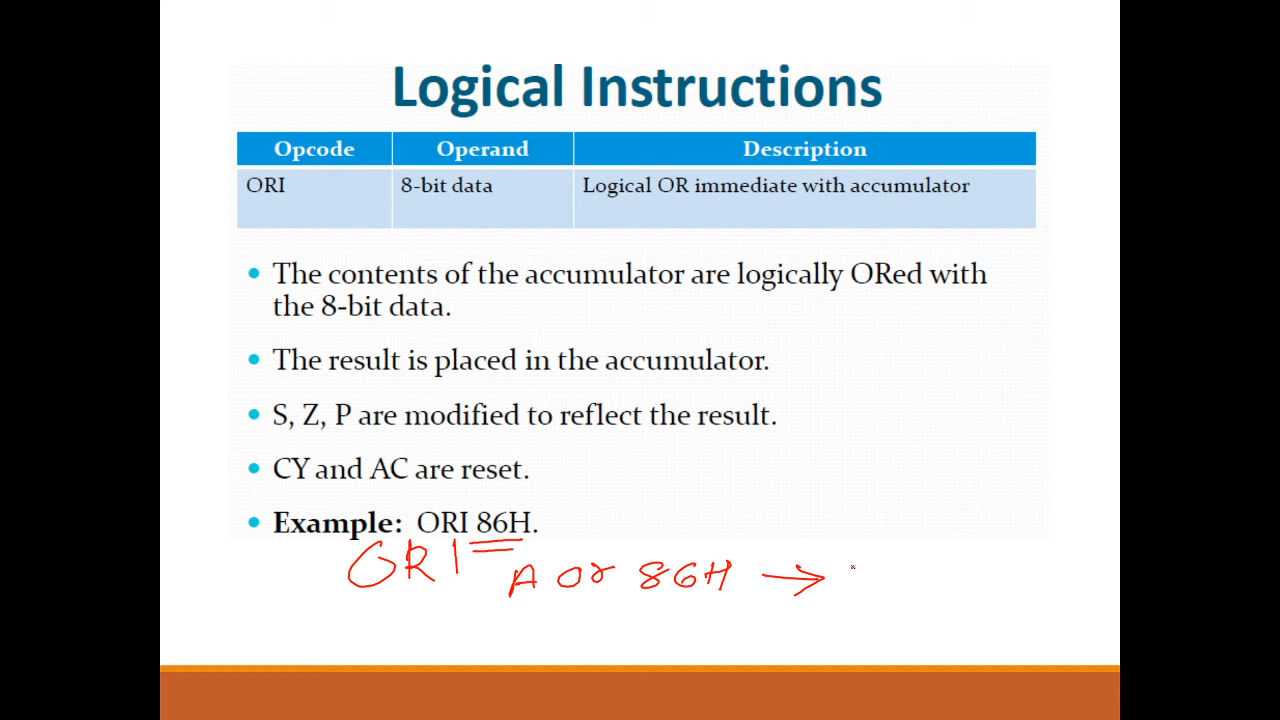 Logical Instructions
Opcode Operand Description
ORI 8-bit data Logical OR immediate with accumulator
• The contents of the accumulator are logically ORed with
the 8-bit data.
• The result is placed in the accumulator.
• S, Z, P are modified to reflect the result.
• CY and AC are reset.
• Example: ORI 86H.
ORI
A Or 86H →